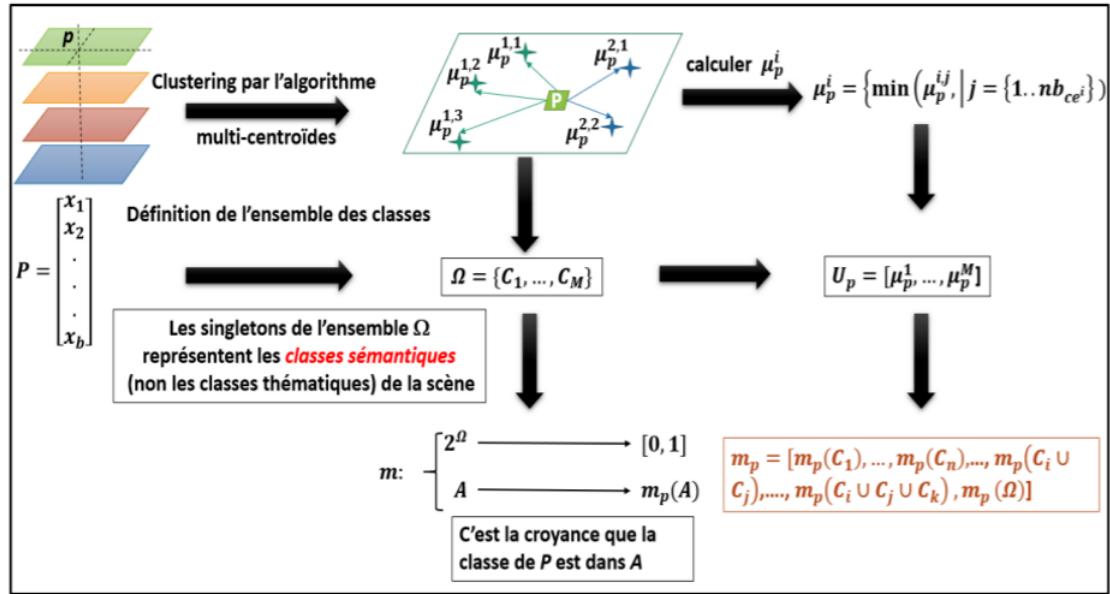 p
Clustering par l'algorithme
multi-centroïdes
μ_p^{1,1}
μ_p^{2,1}
μ_p^{1,2}
P
μ_p^{1,3}
μ_p^{2,2}
calculer μ_p^i
μ_p^i = {min(μ_p^{i,j},|j = {1..nb_{ce^i}})
P = [x_1
x_2
.
.
.
x_b]
Définition de l'ensemble des classes
Ω = {C_1, ..., C_M}
U_p = [μ_p^1, ..., μ_p^M]
Les singletons de l'ensemble Ω
représentent les classes sémantiques
(non les classes thématiques) de la scène
m:
2^Ω [0, 1]
A m_p(A)
C'est la croyance que la
classe de P est dans A
m_p = [m_p(C_1), ..., m_p(C_n),..., m_p(C_i ∪
C_j),...., m_p(C_i ∪ C_j ∪ C_k) , m_p (Ω)]